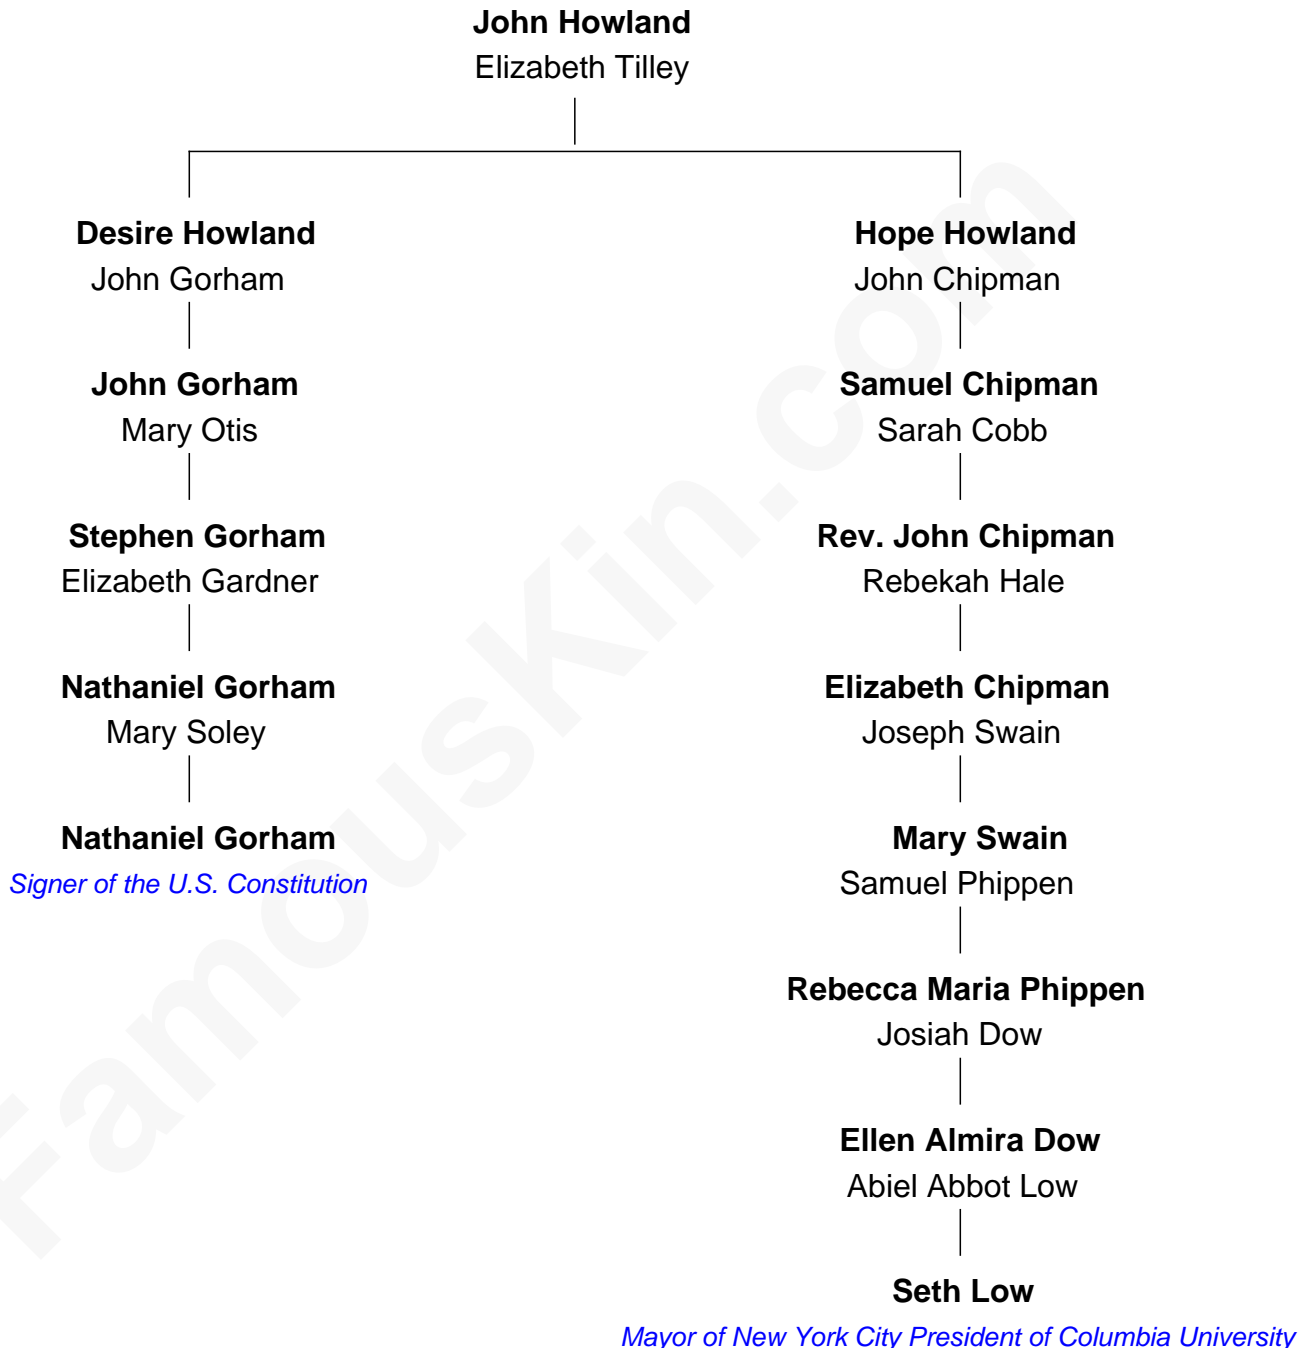 John Howland
Elizabeth Tilley
Desire Howland
John Gorham
Hope Howland
John Chipman
John Gorham
Mary Otis
Samuel Chipman
Sarah Cobb
Stephen Gorham
Elizabeth Gardner
Rev. John Chipman
Rebekah Hale
Nathaniel Gorham
Mary Soley
Elizabeth Chipman
Joseph Swain
Nathaniel Gorham
Signer of the U.S. Constitution
Mary Swain
Samuel Phippen
Rebecca Maria Phippen
Josiah Dow
Ellen Almira Dow
Abiel Abbot Low
Seth Low
Mayor of New York City President of Columbia University
FamousKin.com